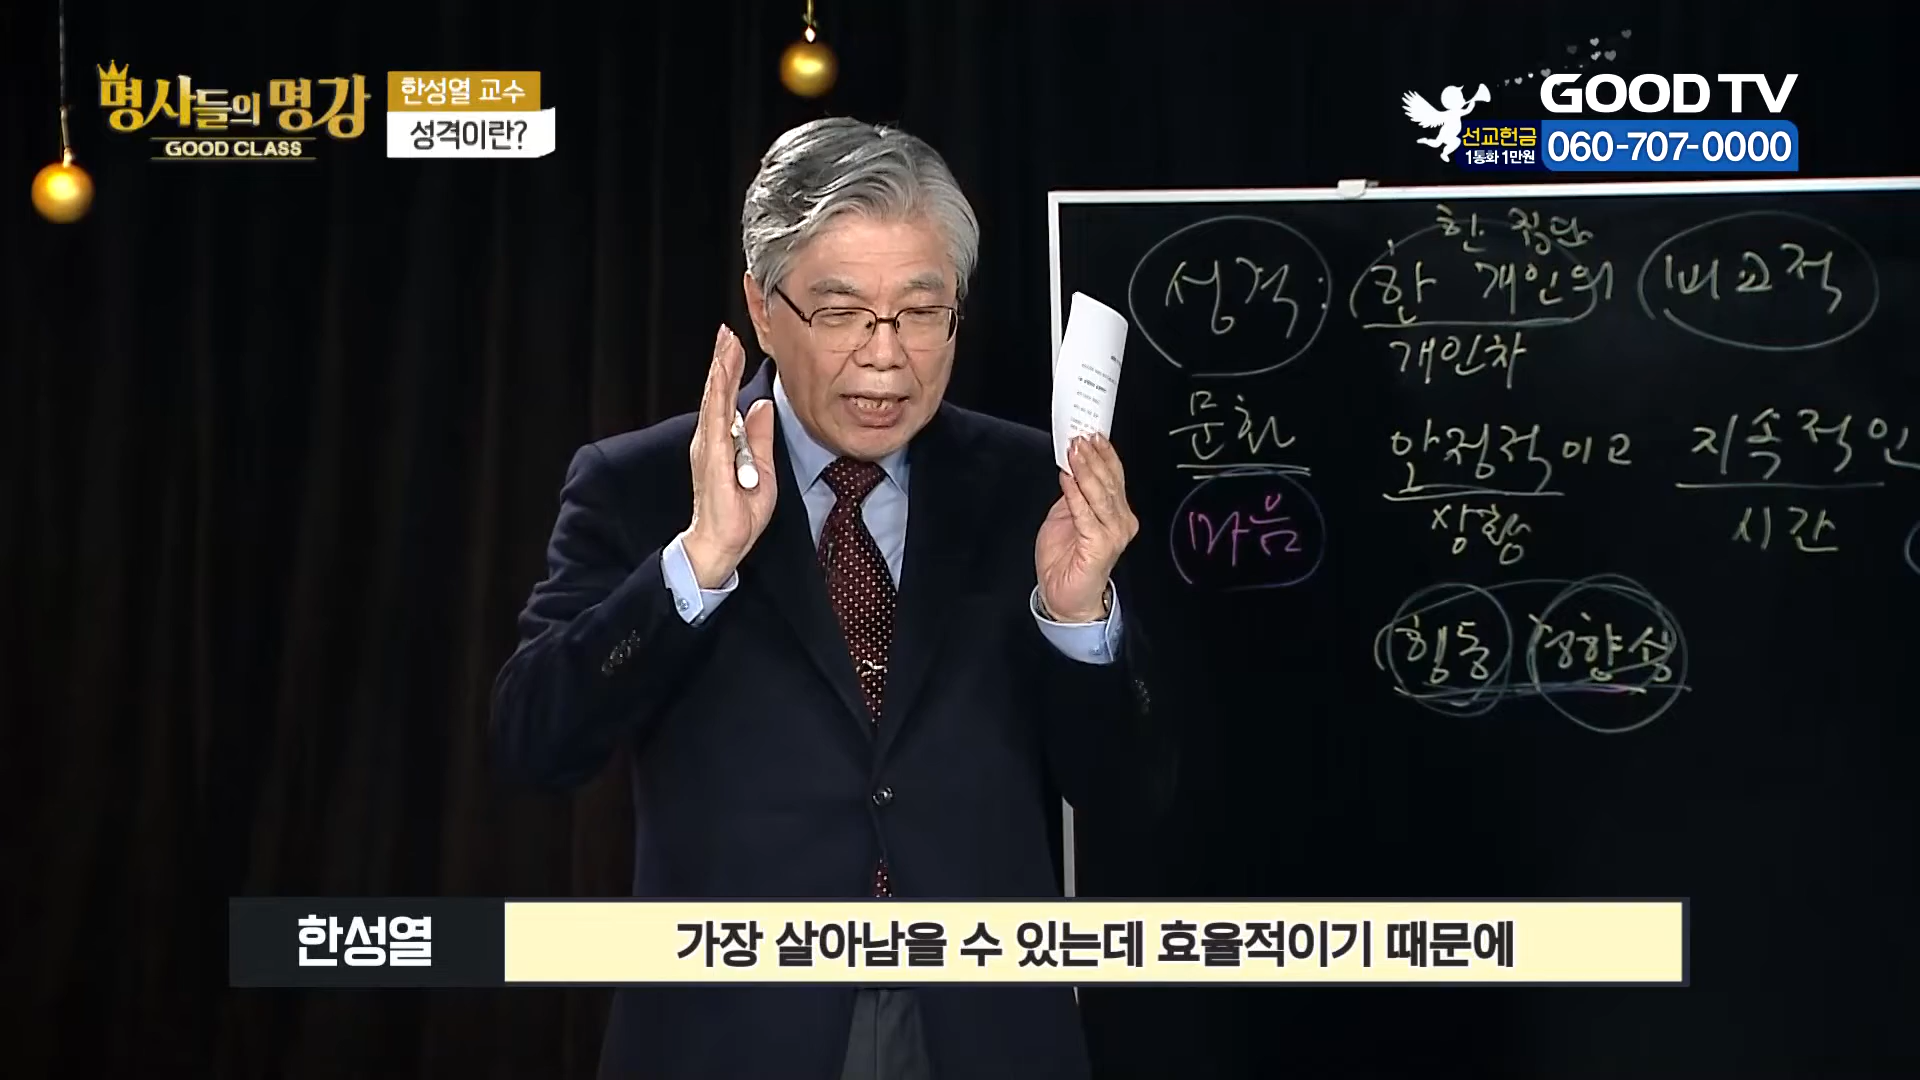 명사들의 명강
GOOD CLASS
한성열 교수
성격이란?
GOOD TV
선교헌금
1통화 1만원
060-707-0000
한 집단
성격: 한 개인의 비교적
개인차
문화 안정적이고 지속적인
마음 상황 시간
행동 경향성
한성열 가장 살아남을 수 있는데 효율적이기 때문에